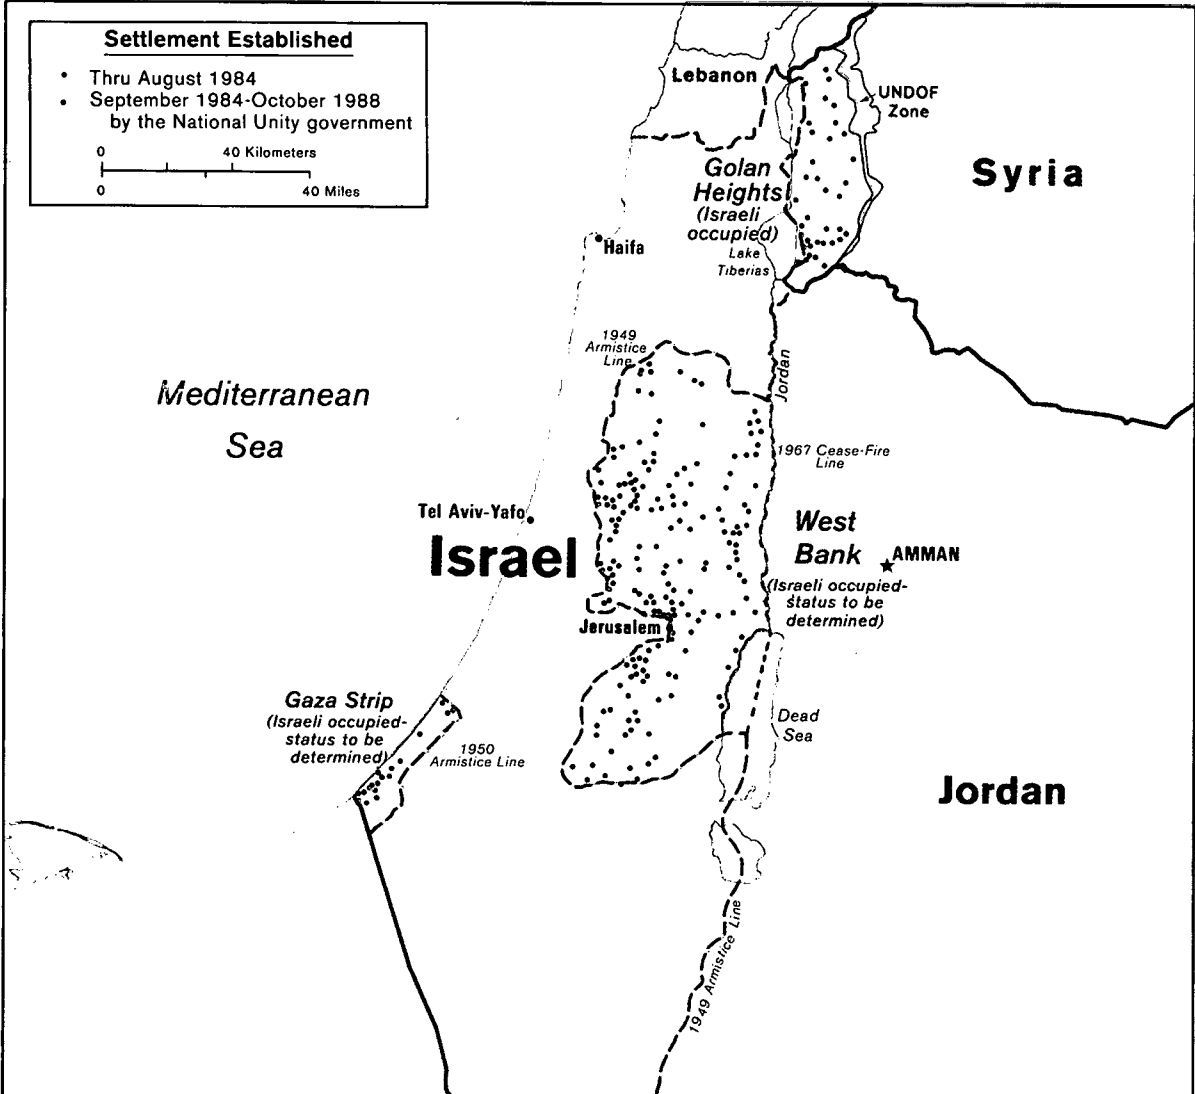 Settlement Established
Thru August 1984
September 1984-October 1988
by the National Unity government
0 40 Kilometers
0 40 Miles
Lebanon
UNDOF
Zone
Syria
Golan
Heights
(Israeli
occupied)
Lake
Tiberias
Haifa
1949
Armistice
Line
Jordan
Mediterranean
Sea
1967 Cease-Fire
Line
Tel Aviv-Yafo
Israel
West
Bank
AMMAN
(Israeli occupied-
status to be
determined)
Jerusalem
Gaza Strip
(Israeli occupied-
status to be
determined)
1950
Armistice Line
Dead
Sea
Jordan
1949 Armistice Line